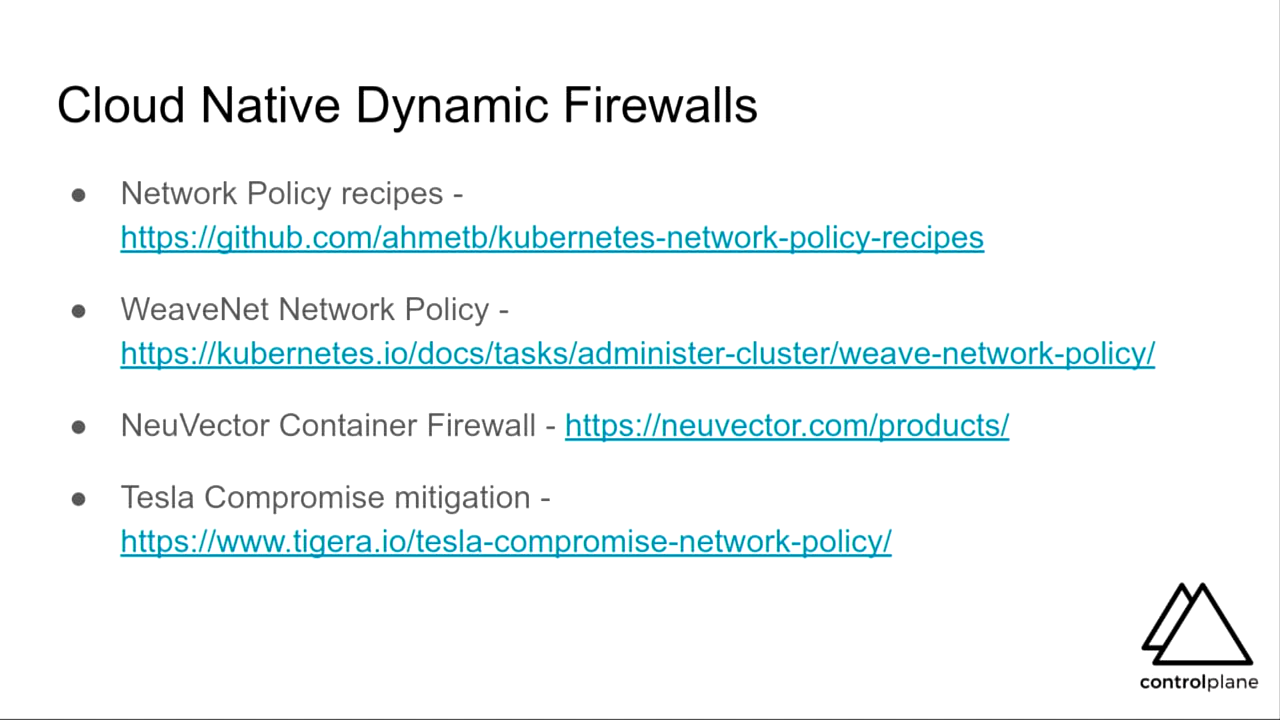 Cloud Native Dynamic Firewalls
● Network Policy recipes -
https://github.com/ahmetb/kubernetes-network-policy-recipes
● WeaveNet Network Policy -
https://kubernetes.io/docs/tasks/administer-cluster/weave-network-policy/
● NeuVector Container Firewall - https://neuvector.com/products/
● Tesla Compromise mitigation -
https://www.tigera.io/tesla-compromise-network-policy/
controlplane